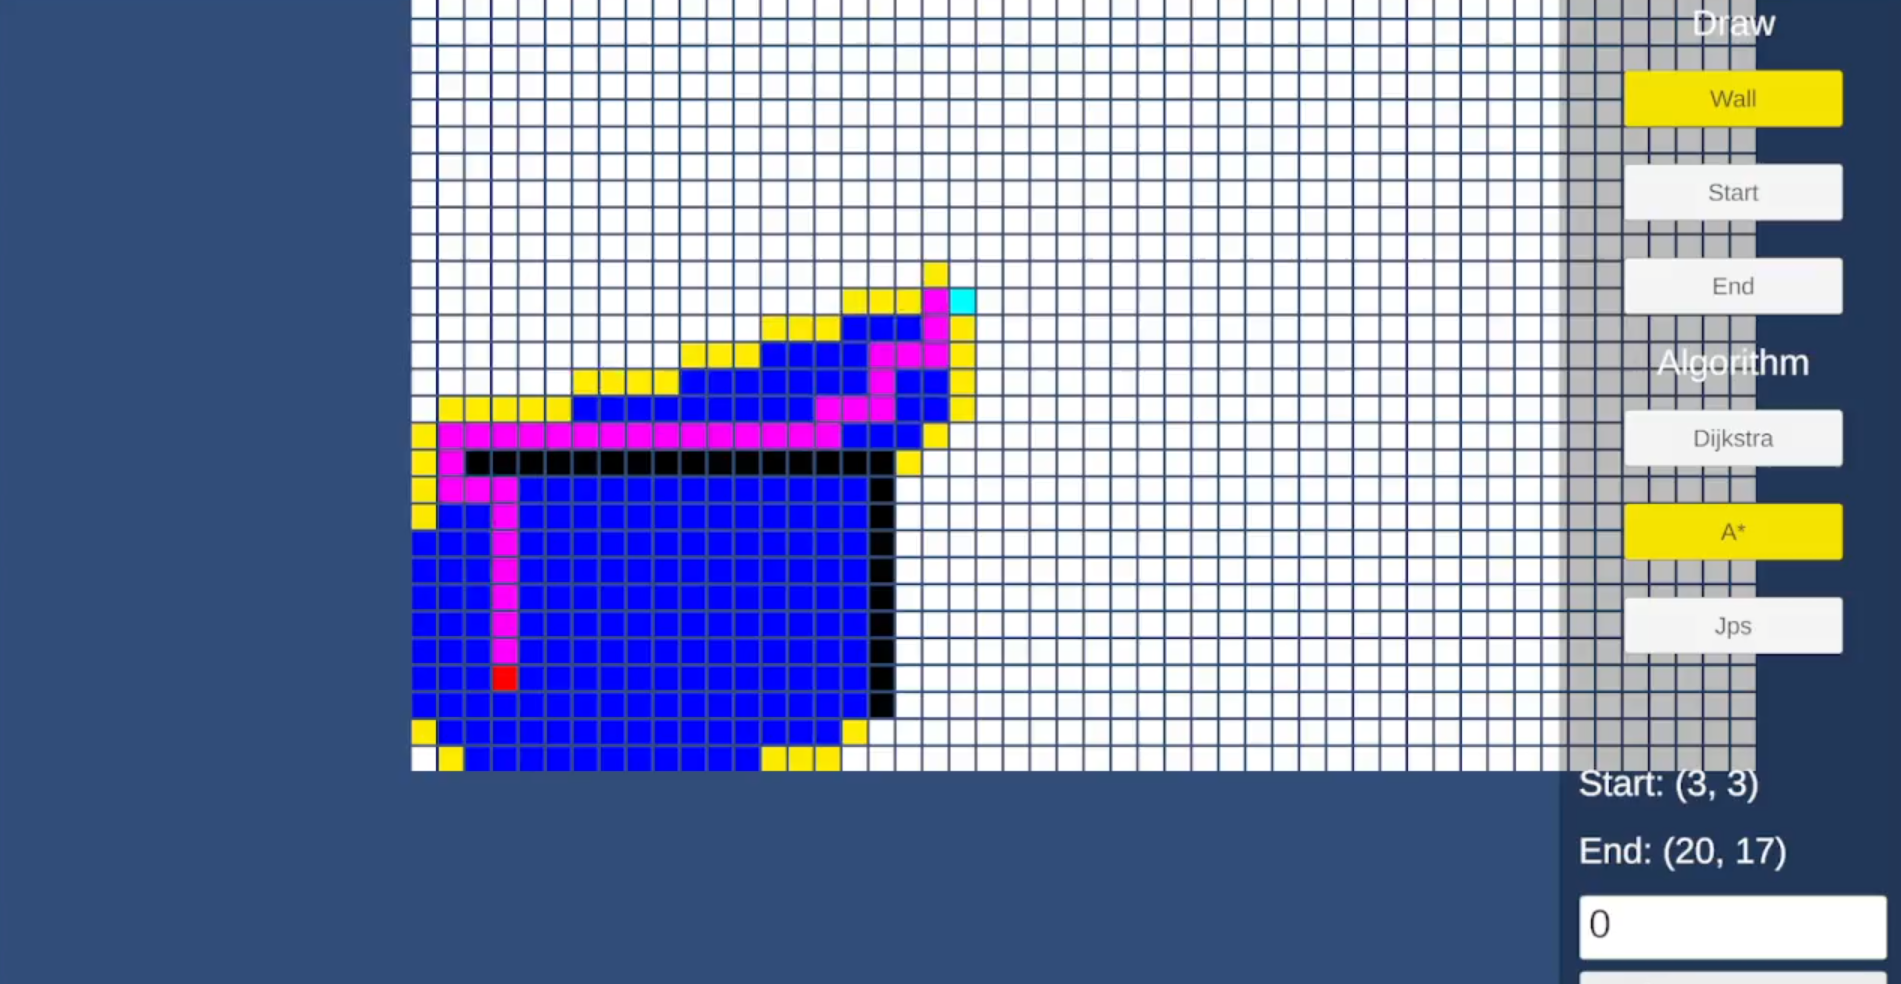 Draw
Wall
Start
End
Algorithm
Dijkstra
A*
Jps
Start: (3, 3)
End: (20, 17)
0